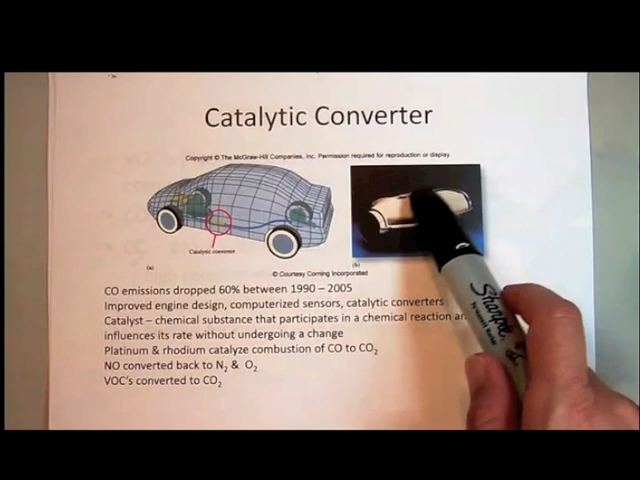 Catalytic Converter
Copyright © The McGraw-Hill Companies, Inc. Permission required for reproduction or display
Catalytic converter
(a)
(b)
© Courtesy Corning Incorporated
CO emissions dropped 60% between 1990 – 2005
Improved engine design, computerized sensors, catalytic converters
Catalyst – chemical substance that participates in a chemical reaction
influences its rate without undergoing a change
Platinum & rhodium catalyze combustion of CO to CO₂
NO converted back to N₂ & O₂
VOC's converted to CO₂
Sharpie